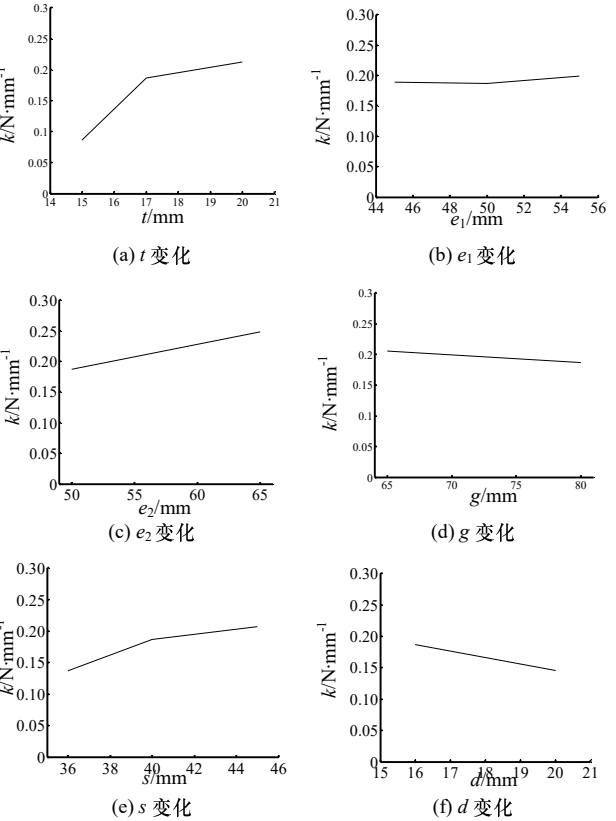 0.3
0.25
0.2
0.15
0.1
0.05
0
k/N·mm⁻¹
14 15 16 17 18 19 20 21
t/mm
(a) t 变化
0.30
0.25
0.20
0.15
0.10
0.05
0
k/N·mm⁻¹
44 46 48 50 52 54 56
e₁/mm
(b) e₁ 变化
0.30
0.25
0.20
0.15
0.10
0.05
0
k/N·mm⁻¹
50 55 60 65
e₂/mm
(c) e₂ 变化
0.3
0.25
0.2
0.15
0.1
0.05
0
k/N·mm⁻¹
65 70 75 80
g/mm
(d) g 变化
0.30
0.25
0.20
0.15
0.10
0.05
0
k/N·mm⁻¹
36 38 40 42 44 46
s/mm
(e) s 变化
0.30
0.25
0.20
0.15
0.10
0.05
0
k/N·mm⁻¹
15 16 17 18 19 20 21
d/mm
(f) d 变化